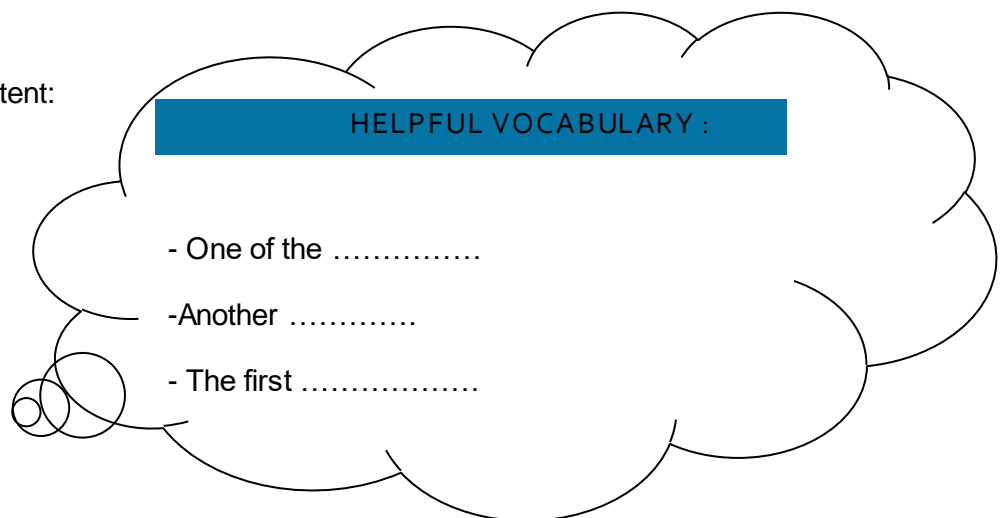 tent:
HELPFUL VOCABULARY :
- One of the ……………
-Another ………….
- The first ………………